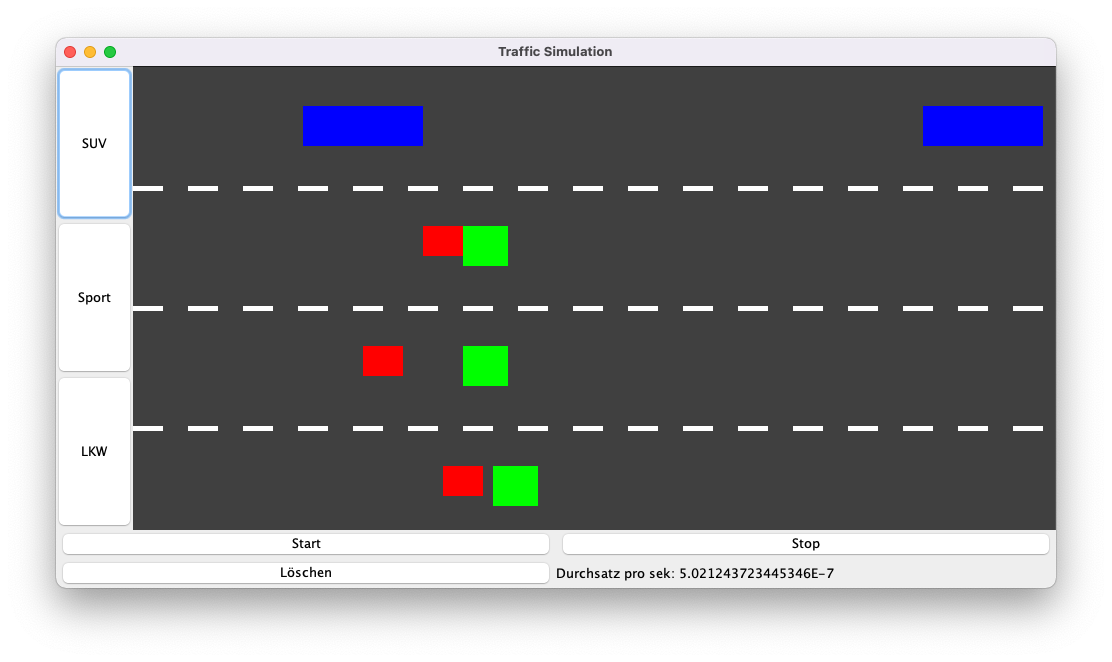 Traffic Simulation
SUV
Sport
LKW
Start
Stop
Löschen
Durchsatz pro sek: 5.021243723445346E-7